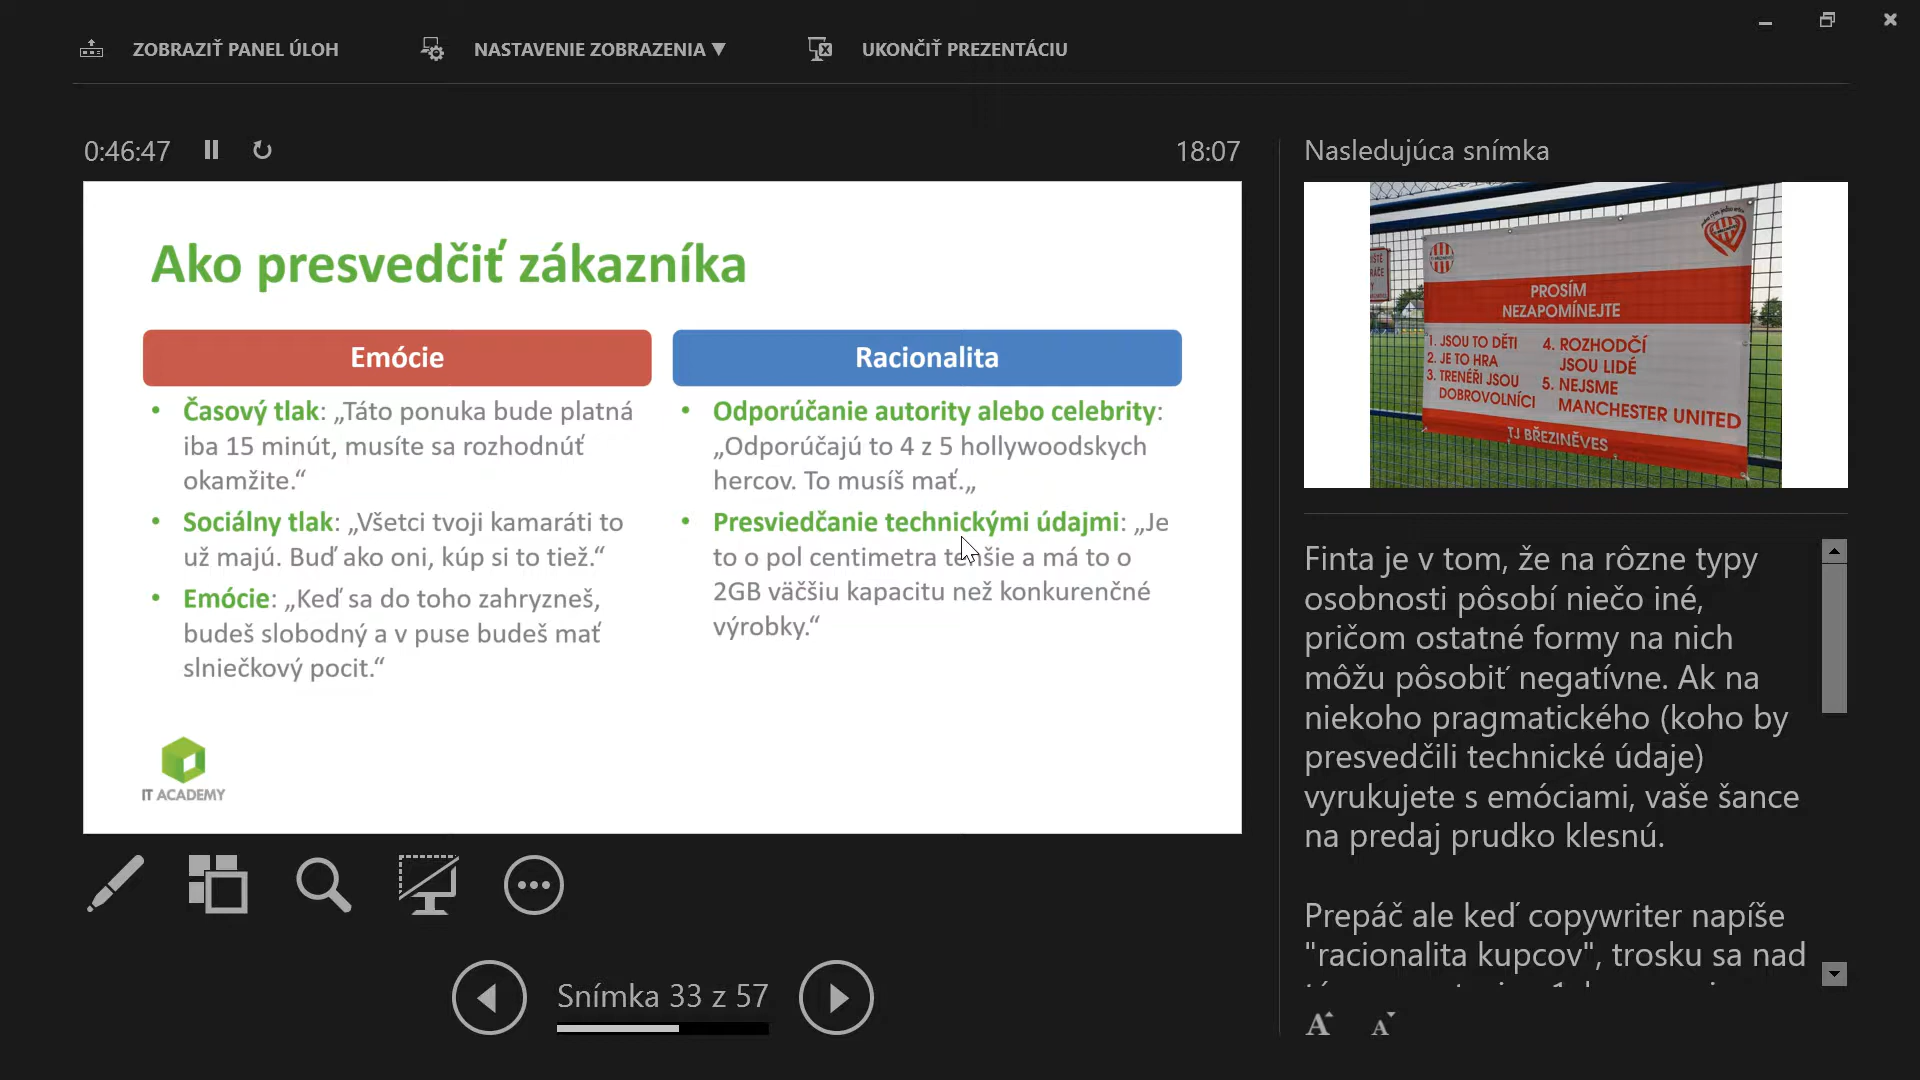 ZOBRAZIŤ PANEL ÚLOH
NASTAVENIE ZOBRAZENIA ▼
UKONČIŤ PREZENTÁCIU
0:46:47
18:07
Ako presvedčiť zákazníka
Emócie
• Časový tlak: „Táto ponuka bude platná
iba 15 minút, musíte sa rozhodnúť
okamžite.“
• Sociálny tlak: „Všetci tvoji kamaráti to
už majú. Buď ako oni, kúp si to tiež.“
• Emócie: „Keď sa do toho zahryzneš,
budeš slobodný a v puse budeš mať
slniečkový pocit.“
Racionalita
• Odporúčanie autority alebo celebrity:
„Odporúčajú to 4 z 5 hollywoodskych
hercov. To musíš mať.„
• Presviedčanie technickými údajmi: „Je
to o pol centimetra tenšie a má to o
2GB väčšiu kapacitu než konkurenčné
výrobky.“
IT ACADEMY
Snímka 33 z 57
Nasledujúca snímka
PROSÍM
NEZAPOMÍNEJTE
1. JSOU TO DĚTI
2. JE TO HRA
3. TRENÉŘI JSOU
DOBROVOLNÍCI
4. ROZHODČÍ
JSOU LIDÉ
5. NEJSME
MANCHESTER UNITED
TJ BŘEZINĚVES
Finta je v tom, že na rôzne typy
osobnosti pôsobí niečo iné,
pričom ostatné formy na nich
môžu pôsobiť negatívne. Ak na
niekoho pragmatického (koho by
presvedčili technické údaje)
vyrukujete s emóciami, vaše šance
na predaj prudko klesnú.
Prepáč ale keď copywriter napíše
"racionalita kupcov", trosku sa nad
A A